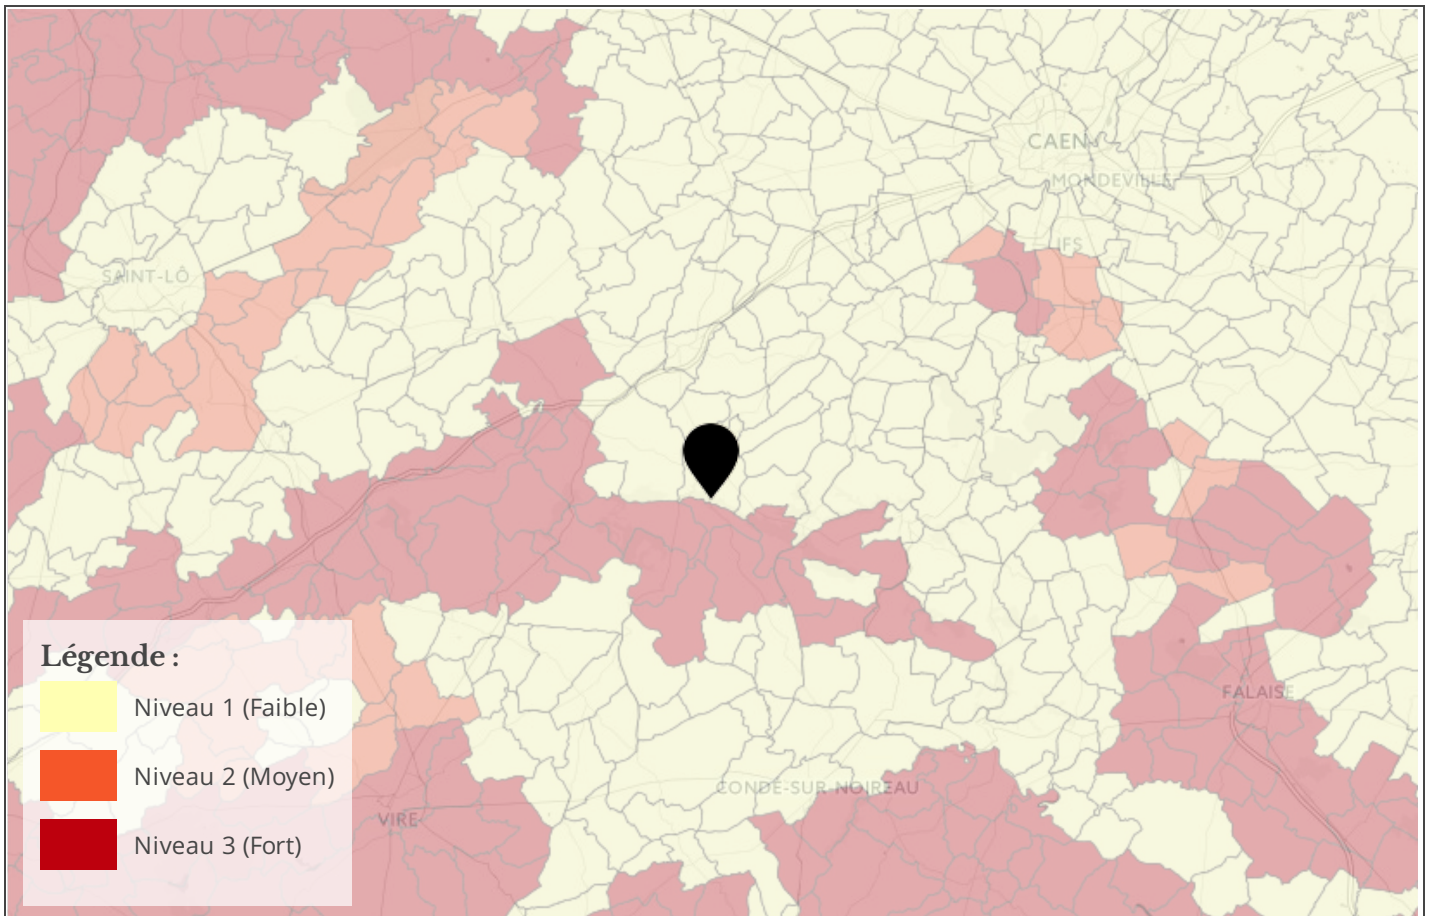 CAEN
MONDEVILLE
IFS
SAINT-LÔ
FALAISE
CONDE-SUR-NOIREAU
VIRE
Légende :
Niveau 1 (Faible)
Niveau 2 (Moyen)
Niveau 3 (Fort)